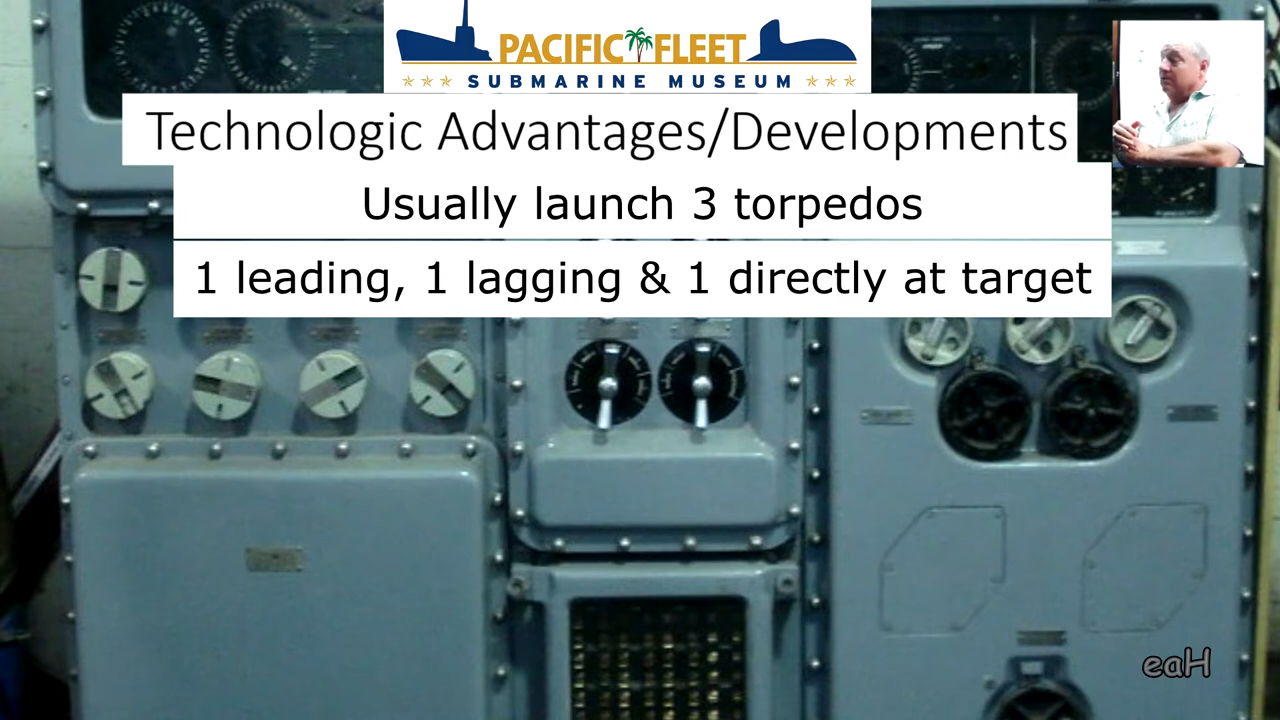 PACIFIC FLEET
SUBMARINE MUSEUM
Technologic Advantages/Developments
Usually launch 3 torpedos
1 leading, 1 lagging & 1 directly at target
eaH